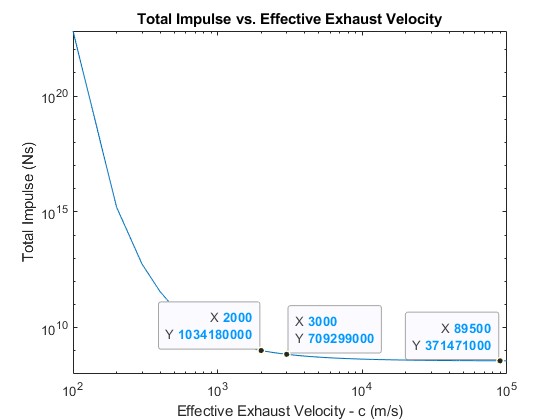 Total Impulse vs. Effective Exhaust Velocity
Total Impulse (Ns)
10^20
10^15
10^10
X 2000
Y 1034180000
X 3000
Y 709299000
X 89500
Y 371471000
10^2
10^3
10^4
10^5
Effective Exhaust Velocity - c (m/s)